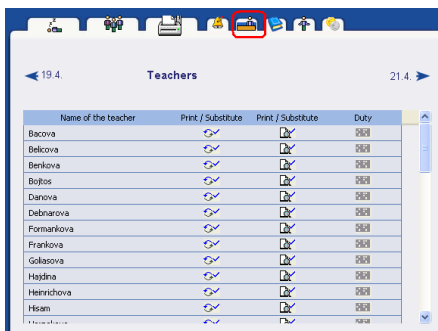 19.4. Teachers 21.4.
Name of the teacher Print / Substitute Print / Substitute Duty
Bacova
Belicova
Benkova
Bojtos
Danova
Debnarova
Formankova
Frankova
Goliasova
Hajdina
Heinrichova
Hisam